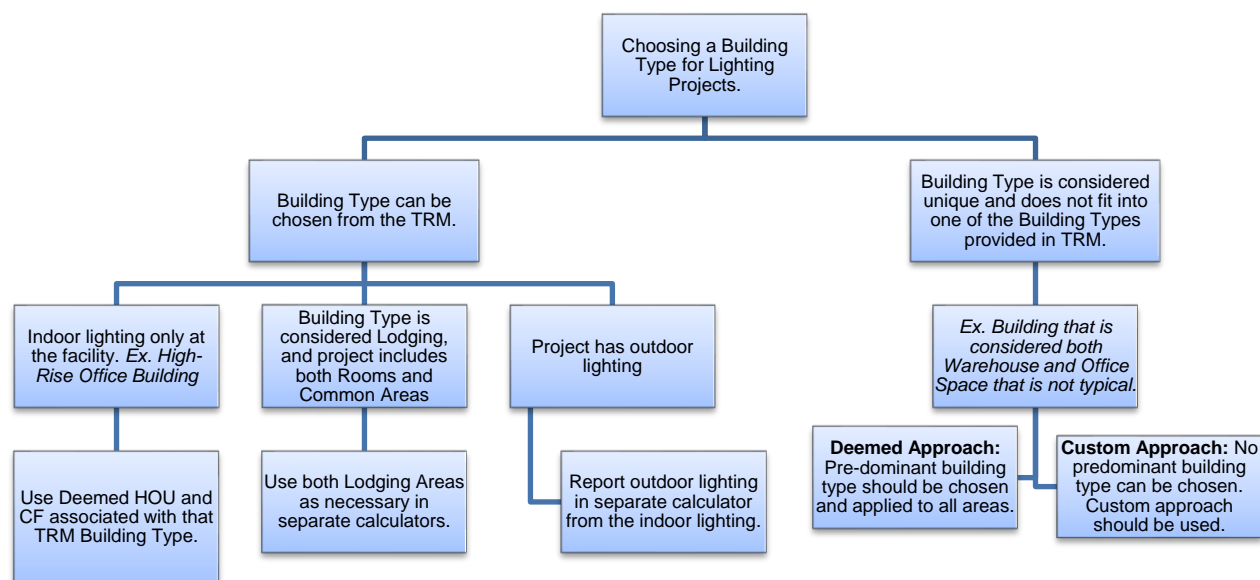 Choosing a Building
Type for Lighting
Projects.
Building Type can be
chosen from the TRM.
Building Type is considered
unique and does not fit into
one of the Building Types
provided in TRM.
Indoor lighting only at
the facility. Ex. High-
Rise Office Building
Building Type is
considered Lodging,
and project includes
both Rooms and
Common Areas
Project has outdoor
lighting
Ex. Building that is
considered both
Warehouse and Office
Space that is not typical.
Use Deemed HOU and
CF associated with that
TRM Building Type.
Use both Lodging Areas
as necessary in
separate calculators.
Report outdoor lighting
in separate calculator
from the indoor lighting.
Deemed Approach:
Pre-dominant building
type should be chosen
and applied to all areas.
Custom Approach: No
predominant building
type can be chosen.
Custom approach
should be used.